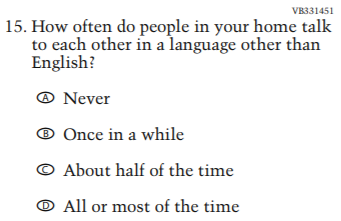 VB331451
15. How often do people in your home talk
to each other in a language other than
English?
Ⓐ Never
Ⓑ Once in a while
Ⓒ About half of the time
Ⓓ All or most of the time